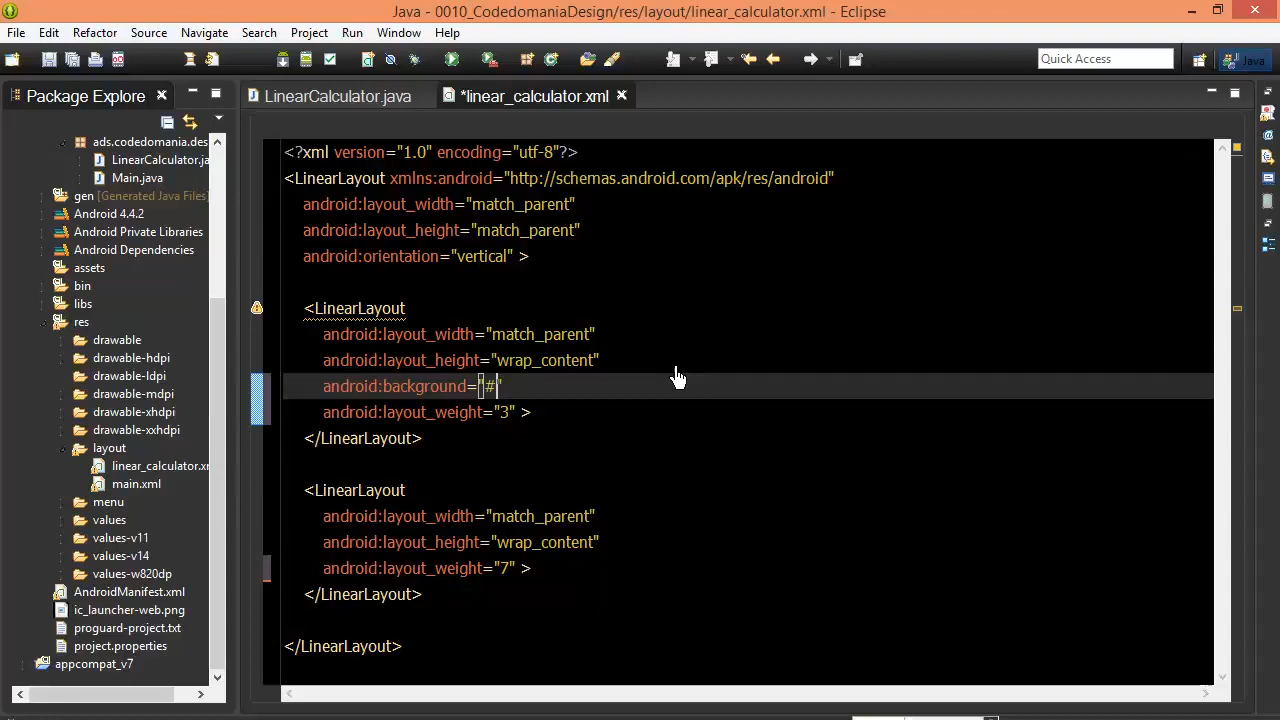 Java - 0010_CodedomaniaDesign/res/layout/linear_calculator.xml - Eclipse
File Edit Refactor Source Navigate Search Project Run Window Help
Quick Access
Java
Package Explore
LinearCalculator.java
*linear_calculator.xml
ads.codedomania.des
LinearCalculator.ja
Main.java
gen [Generated Java Files]
Android 4.4.2
Android Private Libraries
Android Dependencies
assets
bin
libs
res
drawable
drawable-hdpi
drawable-ldpi
drawable-mdpi
drawable-xhdpi
drawable-xxhdpi
layout
linear_calculator.xr
main.xml
menu
values
values-v11
values-v14
values-w820dp
AndroidManifest.xml
ic_launcher-web.png
proguard-project.txt
project.properties
appcompat_v7
<?xml version="1.0" encoding="utf-8"?>
<LinearLayout xmlns:android="http://schemas.android.com/apk/res/android"
android:layout_width="match_parent"
android:layout_height="match_parent"
android:orientation="vertical" >
<LinearLayout
android:layout_width="match_parent"
android:layout_height="wrap_content"
android:background="#"
android:layout_weight="3" >
</LinearLayout>
<LinearLayout
android:layout_width="match_parent"
android:layout_height="wrap_content"
android:layout_weight="7" >
</LinearLayout>
</LinearLayout>